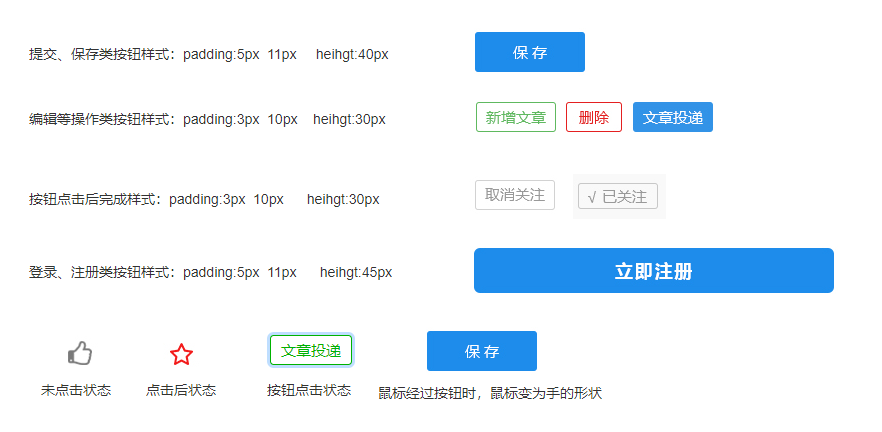 提交、保存类按钮样式：padding:5px 11px heihgt:40px 保 存
编辑等操作类按钮样式：padding:3px 10px heihgt:30px 新增文章 删除 文章投递
按钮点击后完成样式：padding:3px 10px heihgt:30px 取消关注 √ 已关注
登录、注册类按钮样式：padding:5px 11px heihgt:45px 立即注册
文章投递 保 存
未点击状态 点击后状态 按钮点击状态 鼠标经过按钮时，鼠标变为手的形状